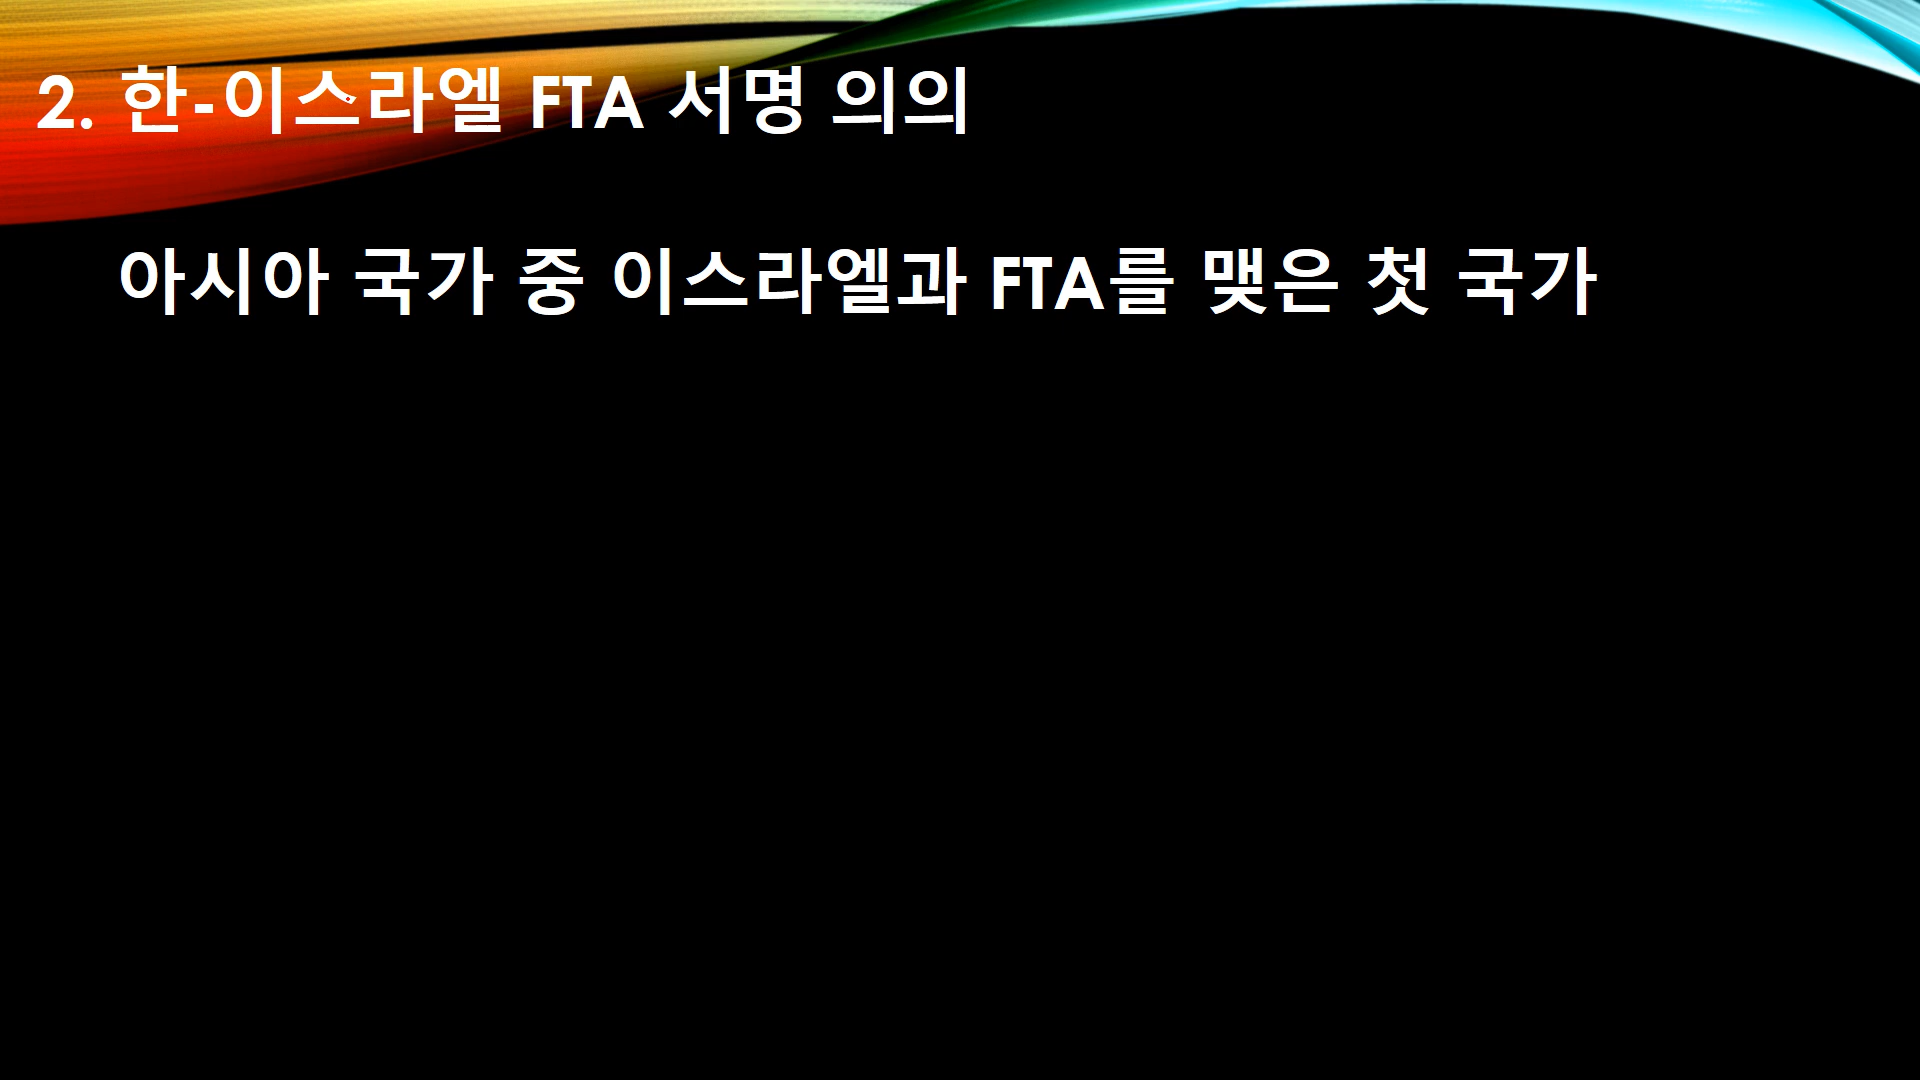 2. 한-이스라엘 FTA 서명 의의
아시아 국가 중 이스라엘과 FTA를 맺은 첫 국가